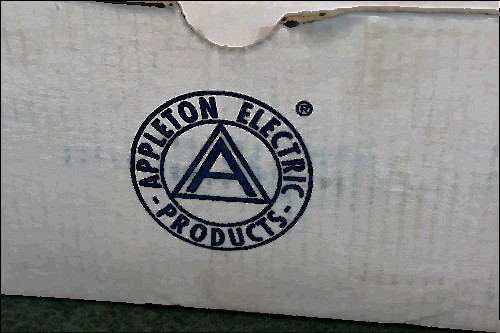 APPLETON ELECTRIC
®
A
- PRODUCTS -